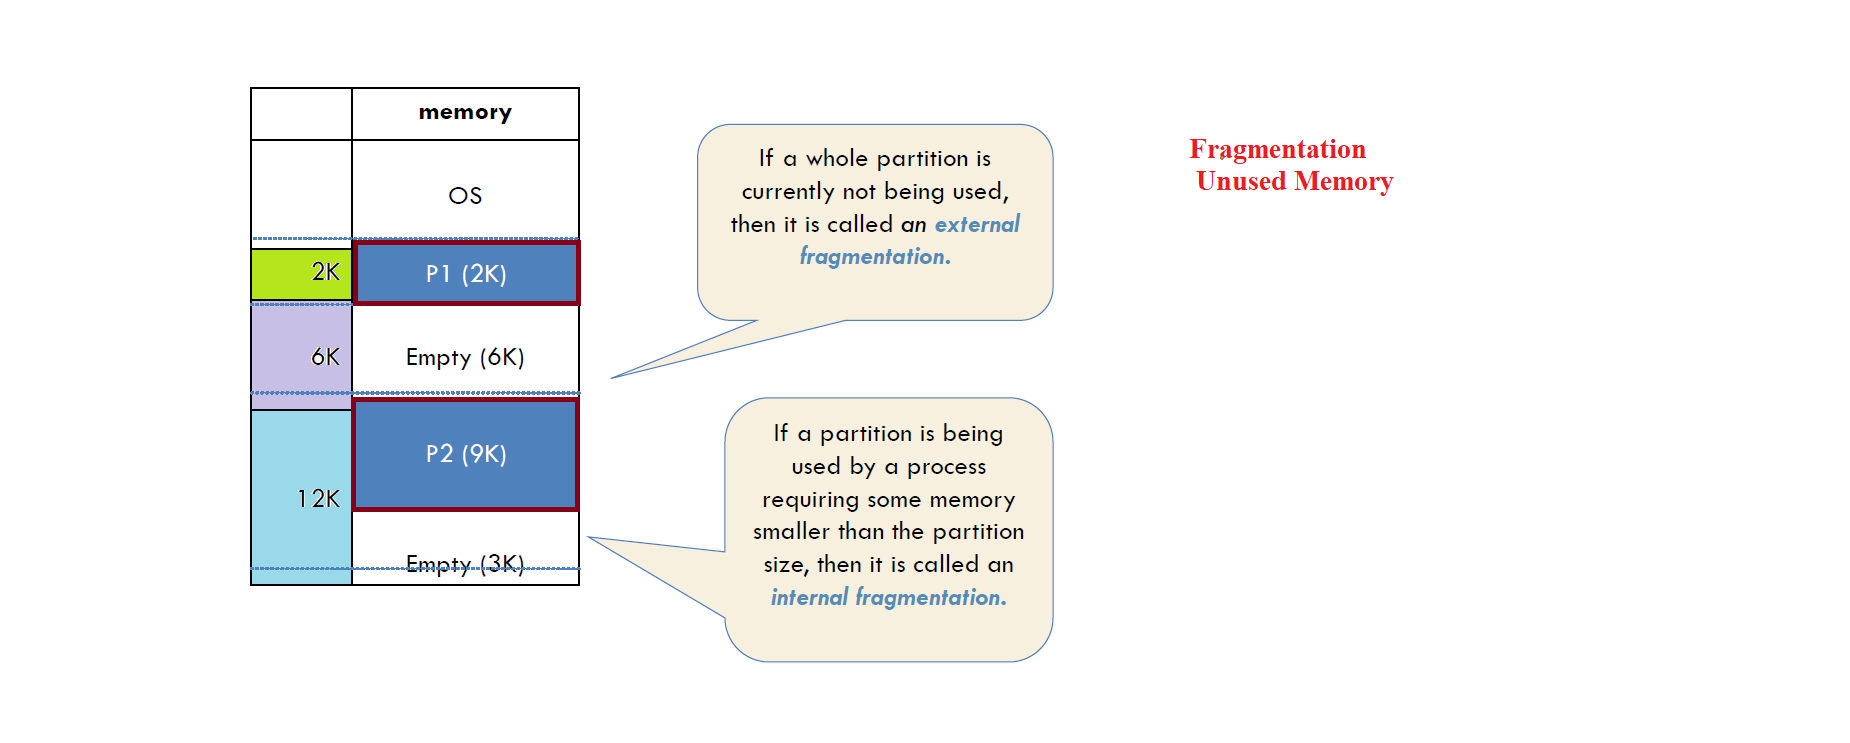 memory
OS
2K
P1 (2K)
6K
Empty (6K)
P2 (9K)
12K
Empty (3K)
If a whole partition is
currently not being used,
then it is called an external
fragmentation.
If a partition is being
used by a process
requiring some memory
smaller than the partition
size, then it is called an
internal fragmentation.
Fragmentation
Unused Memory